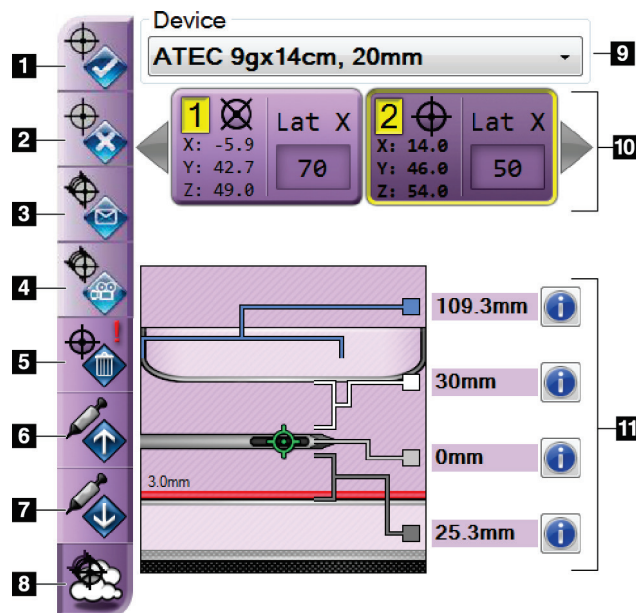 Device
1
ATEC 9gx14cm, 20mm
9
2
1 Lat X
X: -5.9
Y: 42.7
Z: 49.0
70
2 Lat X
X: 14.0
Y: 46.0
Z: 54.0
50
10
3
4
109.3mm i
5 !
30mm i
6
0mm i
11
7
3.0mm
25.3mm i
8